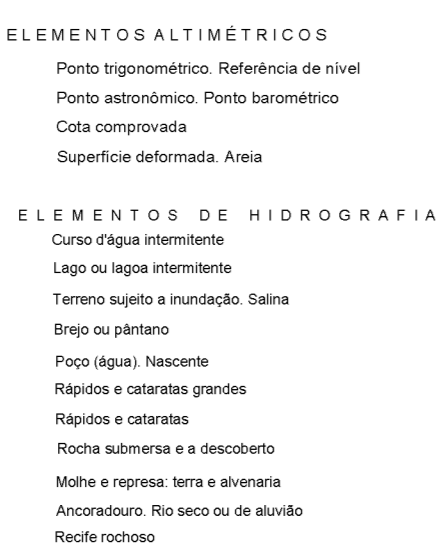 ELEMENTOS ALTIMÉTRICOS
Ponto trigonométrico. Referência de nível
Ponto astronômico. Ponto barométrico
Cota comprovada
Superfície deformada. Areia
ELEMENTOS DE HIDROGRAFIA
Curso d'água intermitente
Lago ou lagoa intermitente
Terreno sujeito a inundação. Salina
Brejo ou pântano
Poço (água). Nascente
Rápidos e cataratas grandes
Rápidos e cataratas
Rocha submersa e a descoberto
Molhe e represa: terra e alvenaria
Ancoradouro. Rio seco ou de aluvião
Recife rochoso